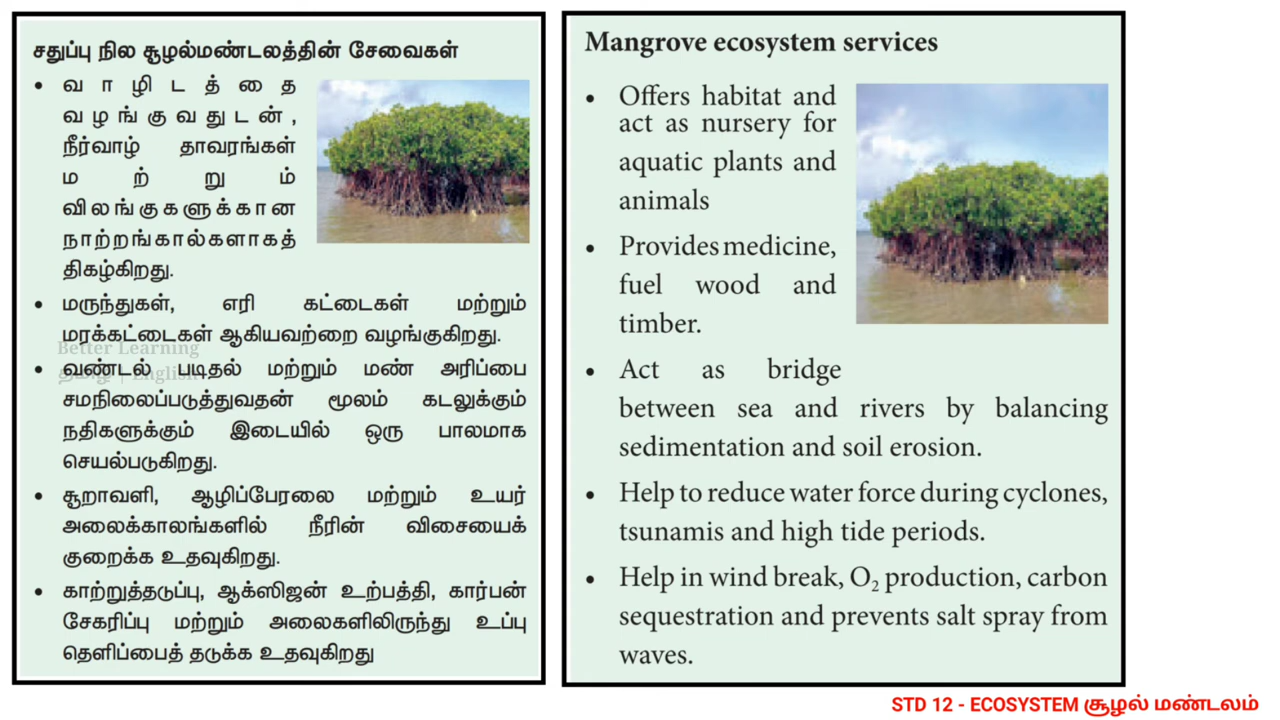 சதுப்பு நில சூழல்மண்டலத்தின் சேவைகள்
• வாழிடத்தை
வழங்குவதுடன்,
நீர்வாழ் தாவரங்கள்
மற்றும்
விலங்குகளுக்கான
நாற்றங்கால்களாகத்
திகழ்கிறது.
• மருந்துகள், எரி கட்டைகள் மற்றும்
மரக்கட்டைகள் ஆகியவற்றை வழங்குகிறது.
Better Learning
• வண்டல் படிதல் மற்றும் மண் அரிப்பை
தமிழ் | English
சமநிலைப்படுத்துவதன் மூலம் கடலுக்கும்
நதிகளுக்கும் இடையில் ஒரு பாலமாக
செயல்படுகிறது.
• சூறாவளி, ஆழிப்பேரலை மற்றும் உயர்
அலைக்காலங்களில் நீரின் விசையைக்
குறைக்க உதவுகிறது.
• காற்றுத்தடுப்பு, ஆக்ஸிஜன் உற்பத்தி, கார்பன்
சேகரிப்பு மற்றும் அலைகளிலிருந்து உப்பு
தெளிப்பைத் தடுக்க உதவுகிறது
Mangrove ecosystem services
• Offers habitat and
act as nursery for
aquatic plants and
animals
• Provides medicine,
fuel wood and
timber.
• Act as bridge
between sea and rivers by balancing
sedimentation and soil erosion.
• Help to reduce water force during cyclones,
tsunamis and high tide periods.
• Help in wind break, O₂ production, carbon
sequestration and prevents salt spray from
waves.
STD 12 - ECOSYSTEM சூழல் மண்டலம்